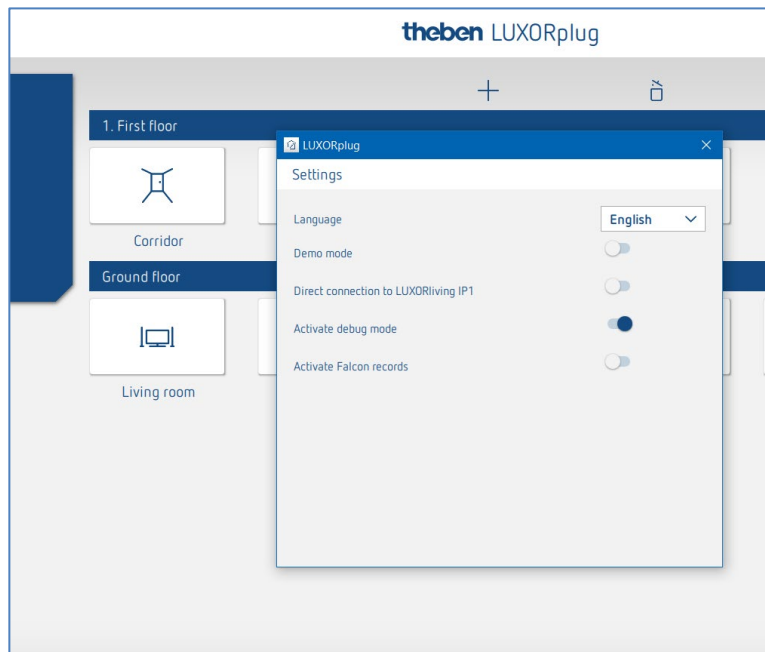 theben LUXORplug
1. First floor
Corridor
Ground floor
Living room
LUXORplug
Settings
Language
English
Demo mode
Direct connection to LUXORliving IP1
Activate debug mode
Activate Falcon records